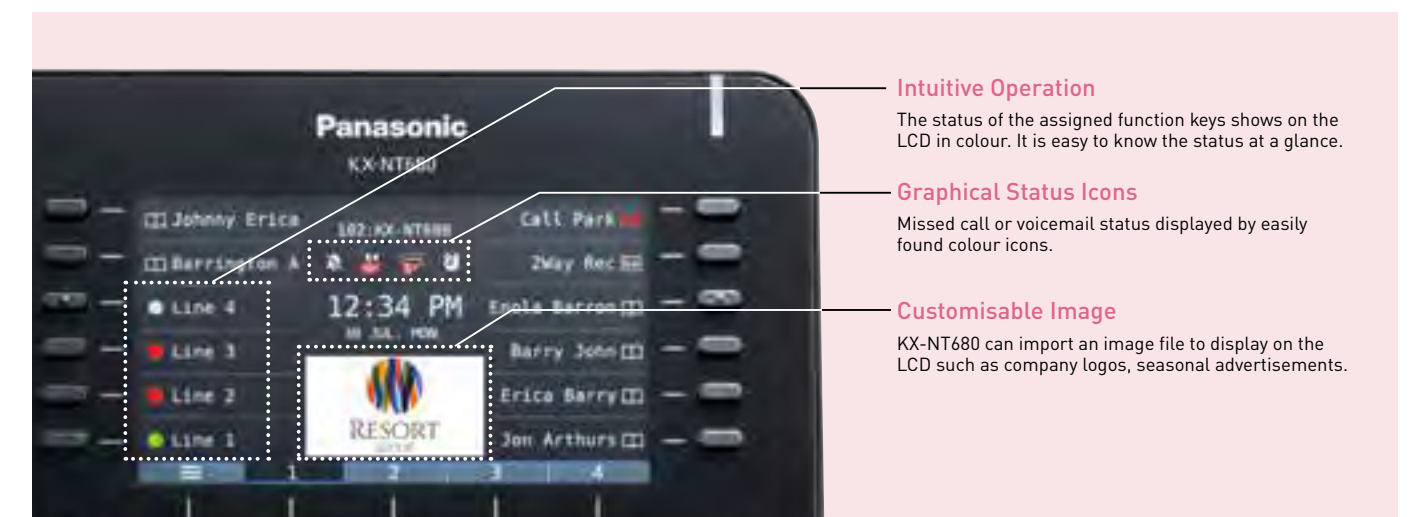 Panasonic
KX-NT680
Johnny Erica
102:KX-NT680
Call Park
Barrington A
2Way Rec
Line 4
12:34 PM
Enola Barron
JUL. MON
Line 3
Barry John
Line 2
Erica Barry
RESORT
Line 1
Jon Arthurs
1 2 3 4
Intuitive Operation
The status of the assigned function keys shows on the
LCD in colour. It is easy to know the status at a glance.
Graphical Status Icons
Missed call or voicemail status displayed by easily
found colour icons.
Customisable Image
KX-NT680 can import an image file to display on the
LCD such as company logos, seasonal advertisements.